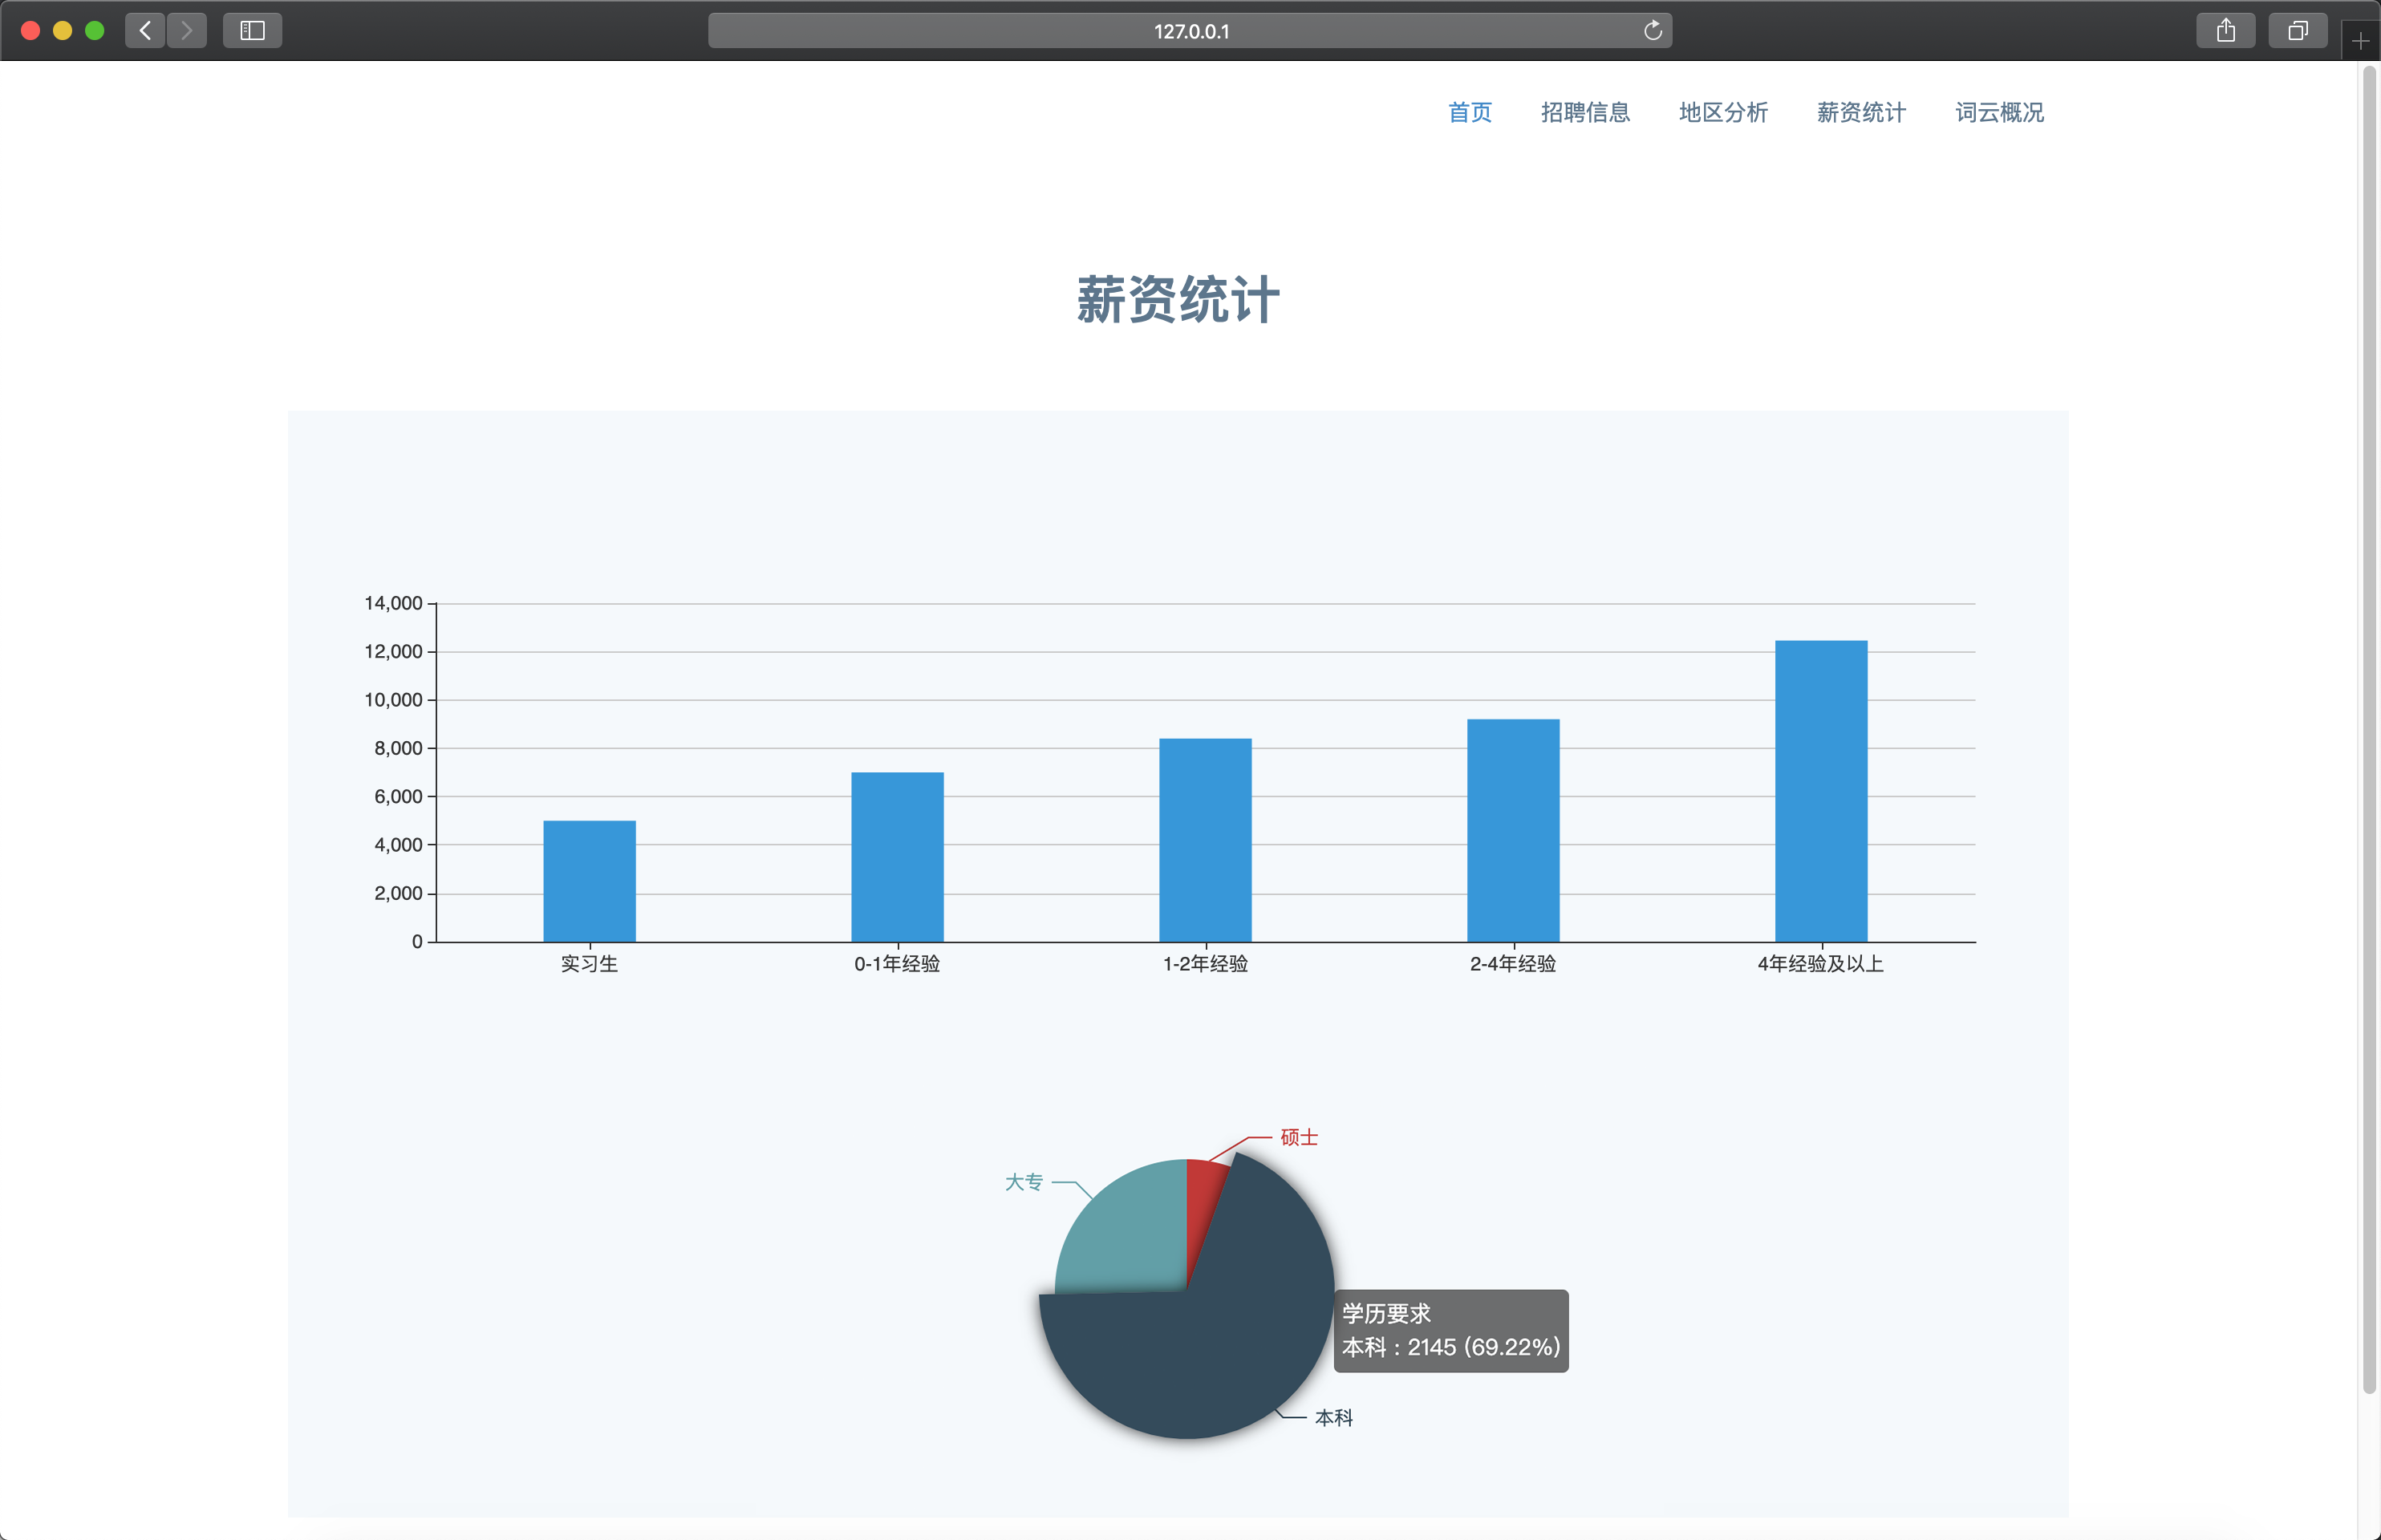 127.0.0.1
首页 招聘信息 地区分析 薪资统计 词云概况
薪资统计
14,000
12,000
10,000
8,000
6,000
4,000
2,000
0
实习生 0-1年经验 1-2年经验 2-4年经验 4年经验及以上
硕士
大专
学历要求
本科 : 2145 (69.22%)
本科